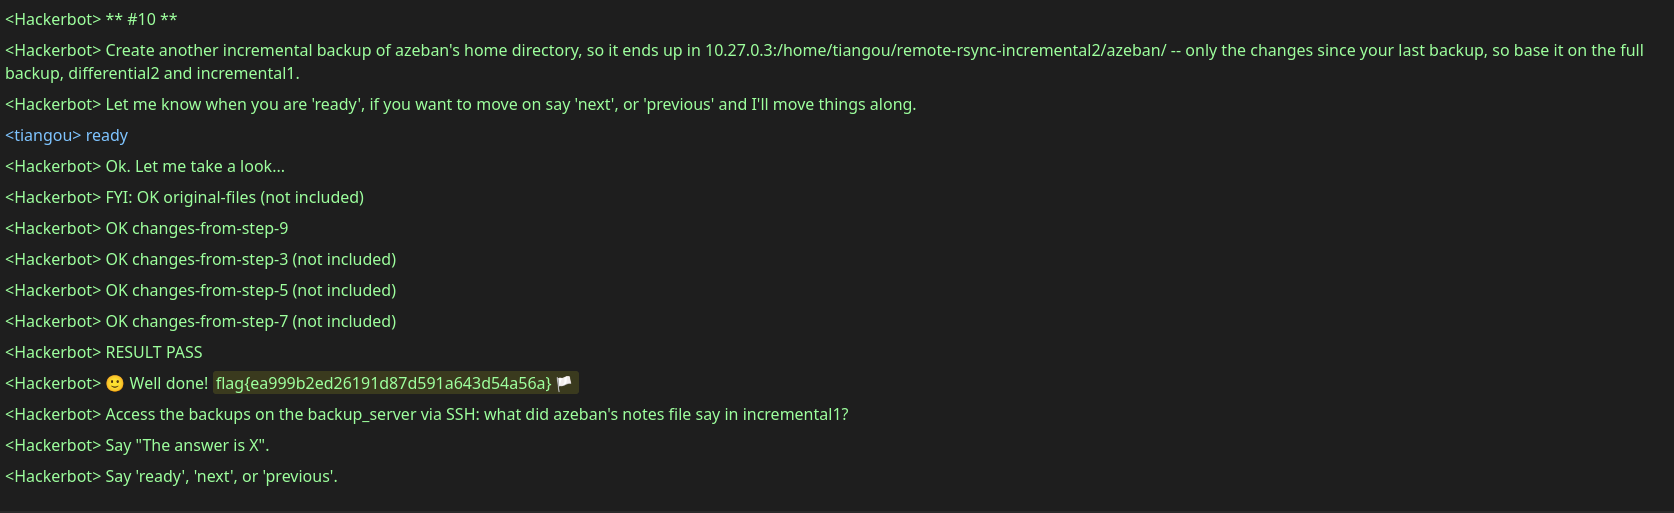 <Hackerbot> ** #10 **
<Hackerbot> Create another incremental backup of azeban's home directory, so it ends up in 10.27.0.3:/home/tiangou/remote-rsync-incremental2/azeban/ -- only the changes since your last backup, so base it on the full
backup, differential2 and incremental1.
<Hackerbot> Let me know when you are 'ready', if you want to move on say 'next', or 'previous' and I'll move things along.
<tiangou> ready
<Hackerbot> Ok. Let me take a look...
<Hackerbot> FYI: OK original-files (not included)
<Hackerbot> OK changes-from-step-9
<Hackerbot> OK changes-from-step-3 (not included)
<Hackerbot> OK changes-from-step-5 (not included)
<Hackerbot> OK changes-from-step-7 (not included)
<Hackerbot> RESULT PASS
<Hackerbot> 🙂 Well done! flag{ea999b2ed26191d87d591a643d54a56a} 🏳️
<Hackerbot> Access the backups on the backup_server via SSH: what did azeban's notes file say in incremental1?
<Hackerbot> Say "The answer is X".
<Hackerbot> Say 'ready', 'next', or 'previous'.